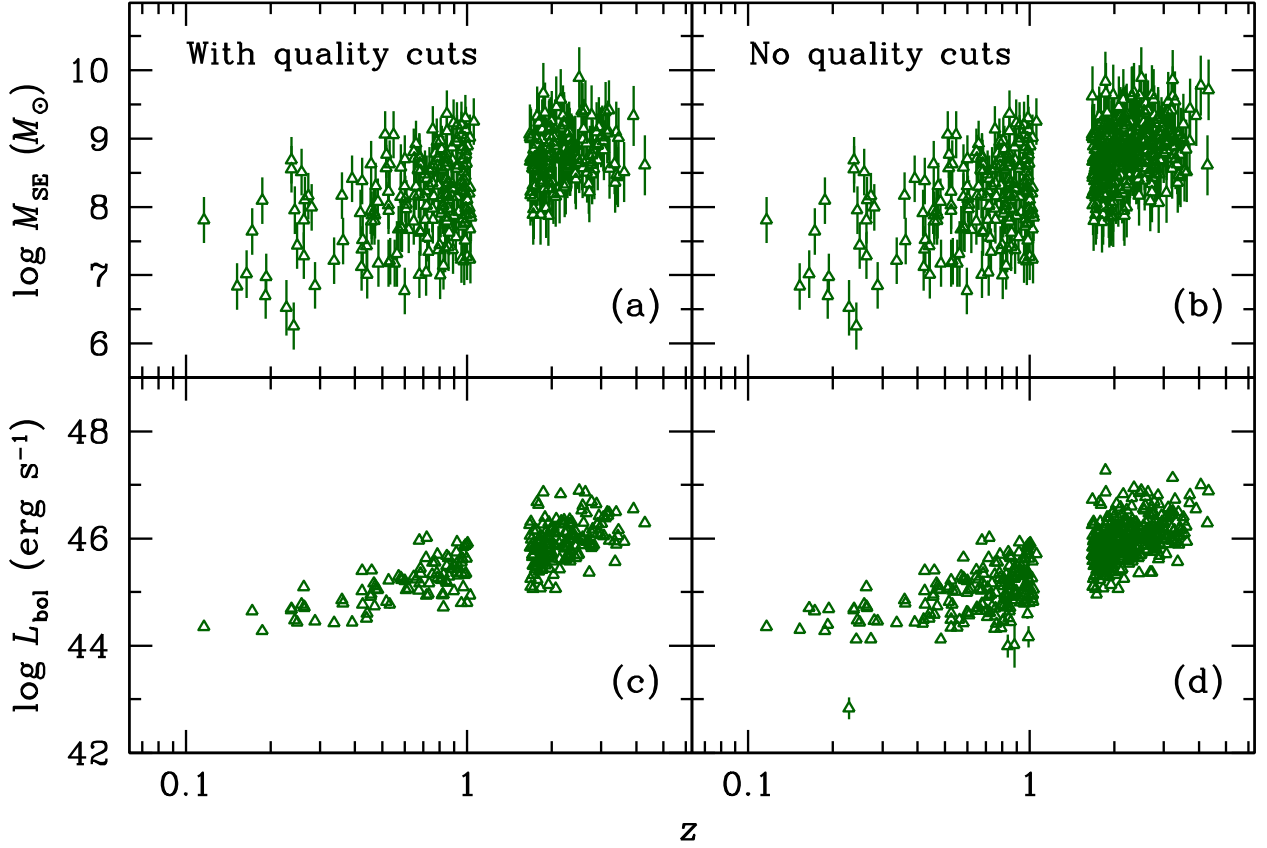 With quality cuts
No quality cuts
log M_SE (M_⊙)
10
9
8
7
6
(a)
(b)
log L_bol (erg s⁻¹)
48
46
44
42
(c)
(d)
0.1
1
0.1
1
z